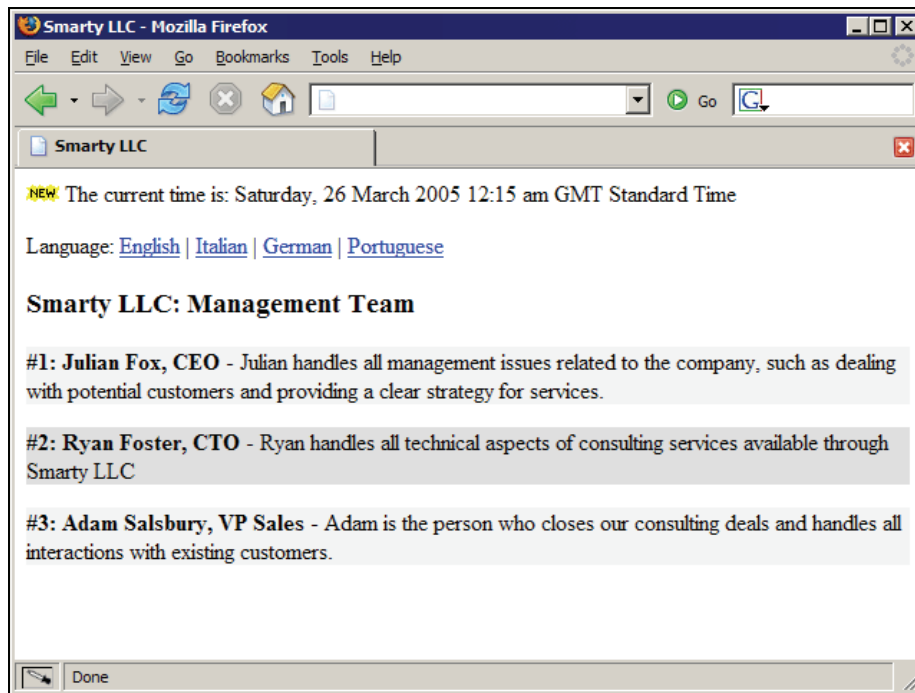 Smarty LLC - Mozilla Firefox
File Edit View Go Bookmarks Tools Help
Go G
Smarty LLC
NEW The current time is: Saturday, 26 March 2005 12:15 am GMT Standard Time
Language: English | Italian | German | Portuguese
Smarty LLC: Management Team
#1: Julian Fox, CEO - Julian handles all management issues related to the company, such as dealing
with potential customers and providing a clear strategy for services.
#2: Ryan Foster, CTO - Ryan handles all technical aspects of consulting services available through
Smarty LLC
#3: Adam Salsbury, VP Sales - Adam is the person who closes our consulting deals and handles all
interactions with existing customers.
Done